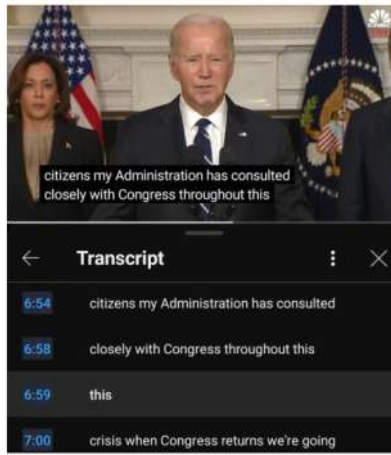 CNBC
citizens my Administration has consulted
closely with Congress throughout this
Transcript
6:54 citizens my Administration has consulted
6:58 closely with Congress throughout this
6:59 this
7:00 crisis when Congress returns we're going